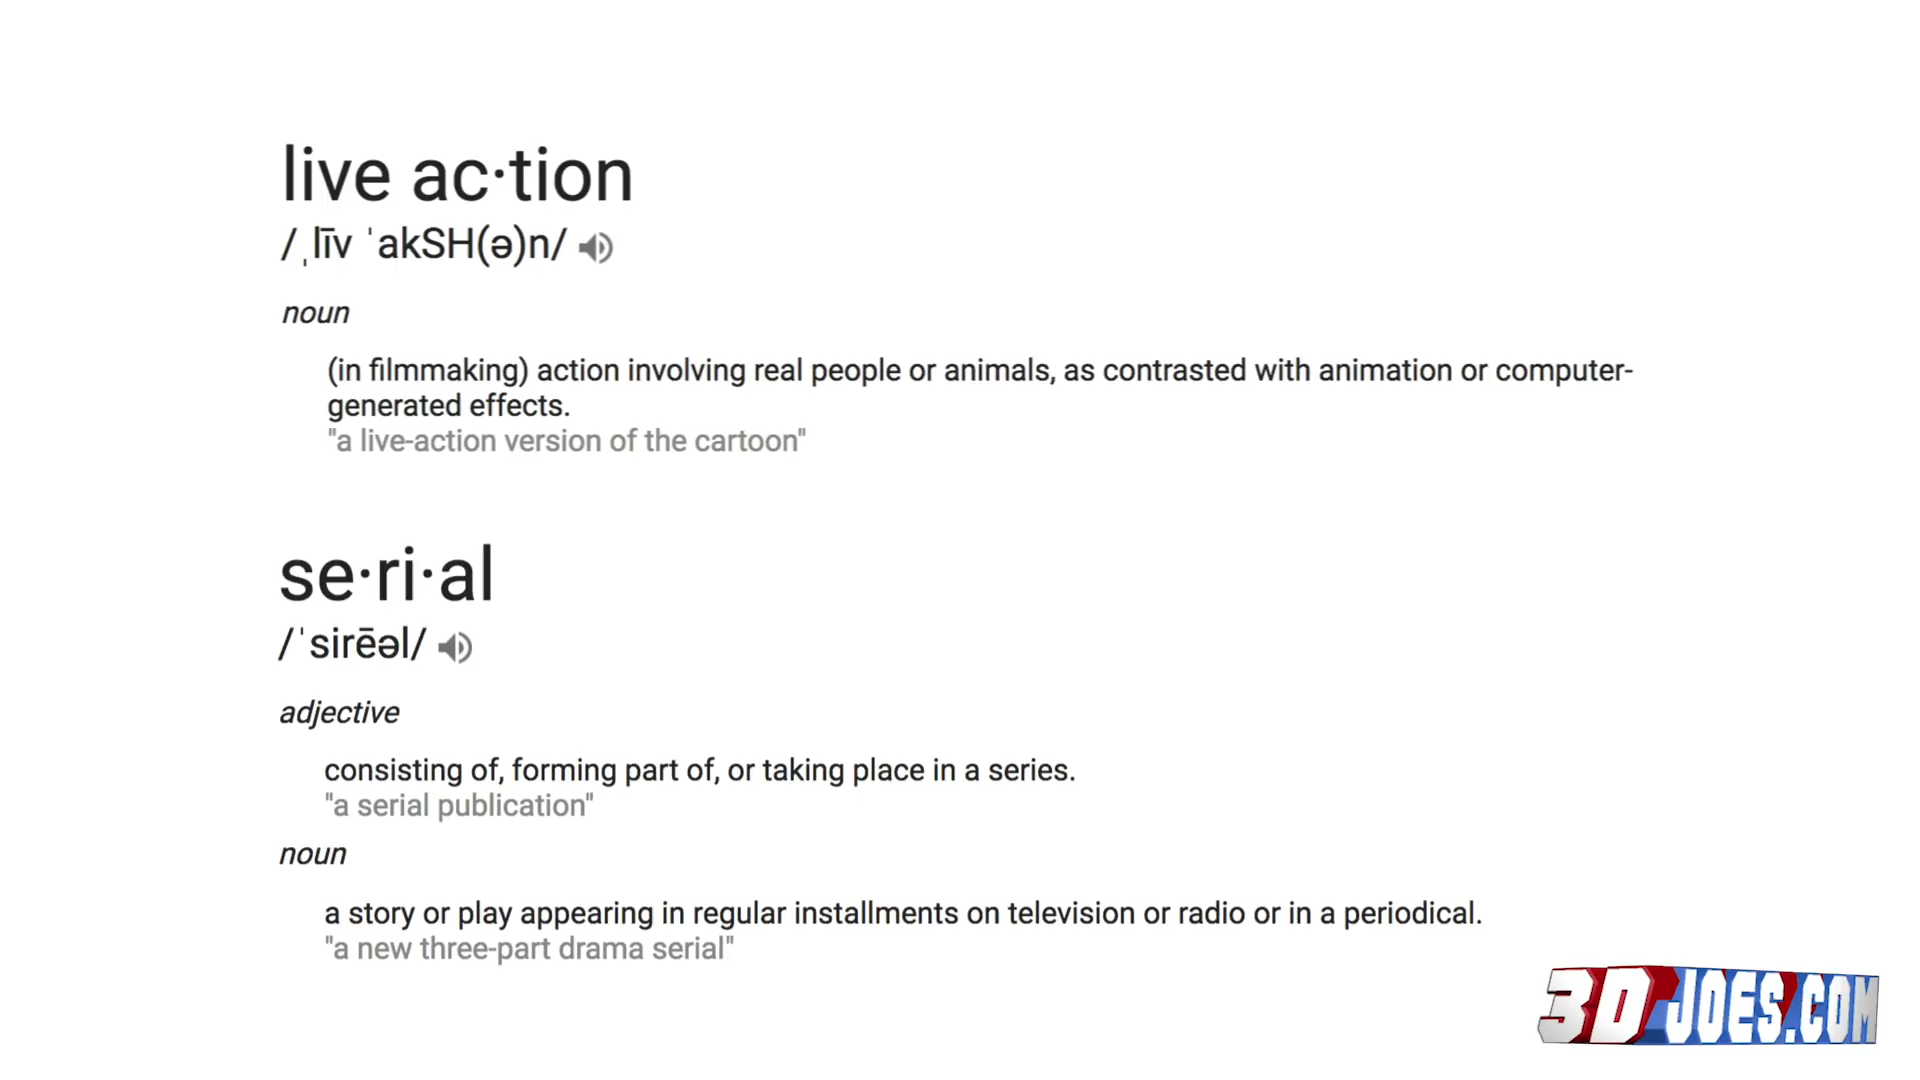 live ac·tion
/ˌlīv ˈakSH(ə)n/
noun
(in filmmaking) action involving real people or animals, as contrasted with animation or computer-
generated effects.
"a live-action version of the cartoon"
se·ri·al
/ˈsirēəl/
adjective
consisting of, forming part of, or taking place in a series.
"a serial publication"
noun
a story or play appearing in regular installments on television or radio or in a periodical.
"a new three-part drama serial"
3DJOES.COM